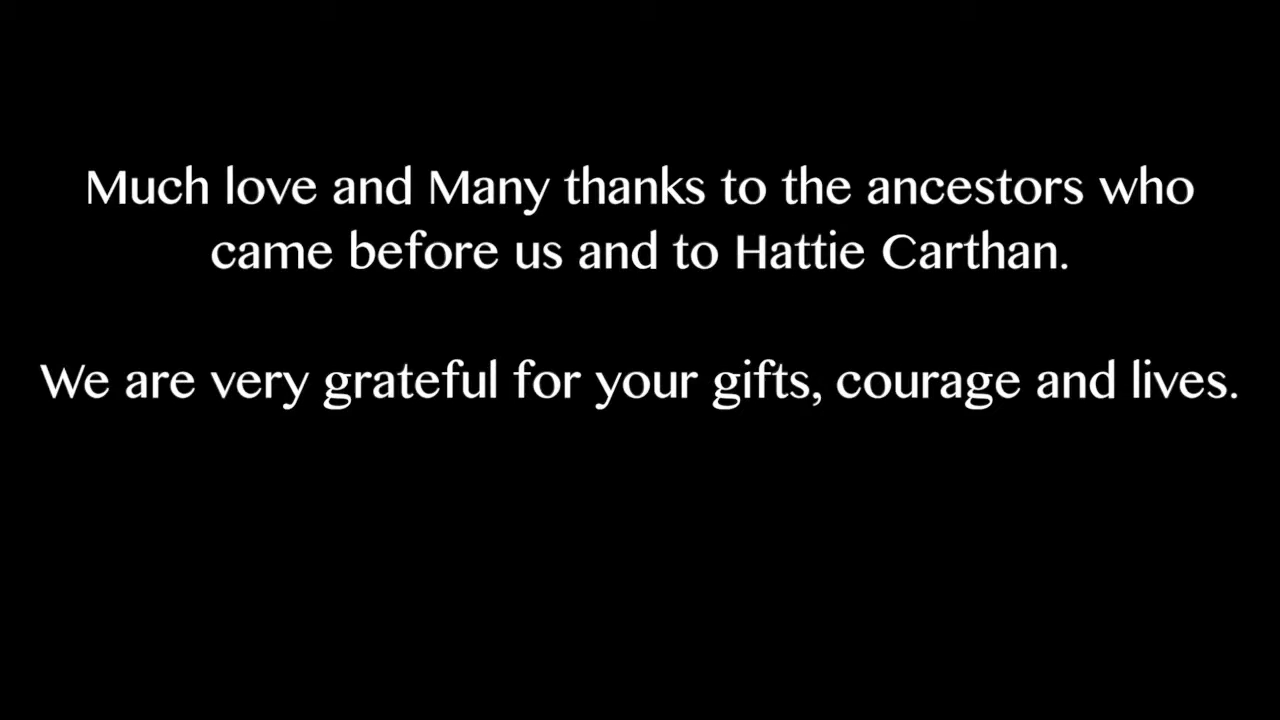 Much love and Many thanks to the ancestors who
came before us and to Hattie Carthan.
We are very grateful for your gifts, courage and lives.